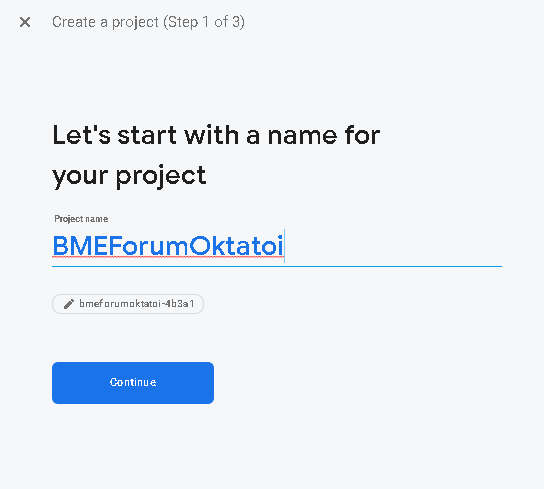 Create a project (Step 1 of 3)
Let's start with a name for
your project
Project name
BMEForumOktatoi
bmeforumoktatoi-4b3a1
Continue